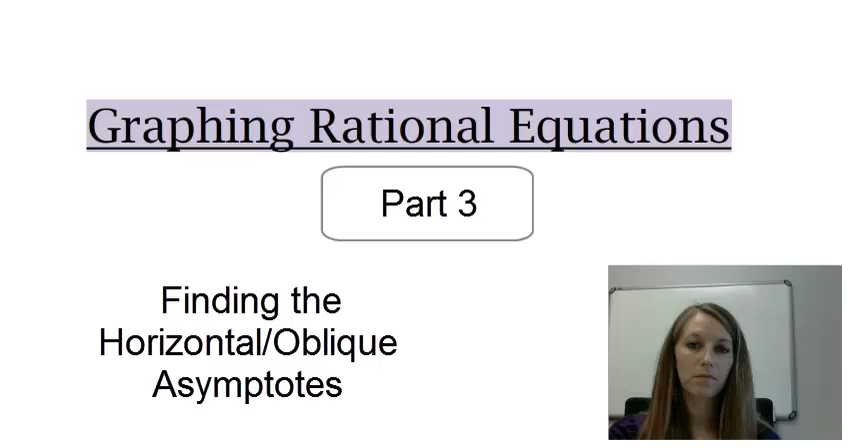 Graphing Rational Equations
Part 3
Finding the
Horizontal/Oblique
Asymptotes